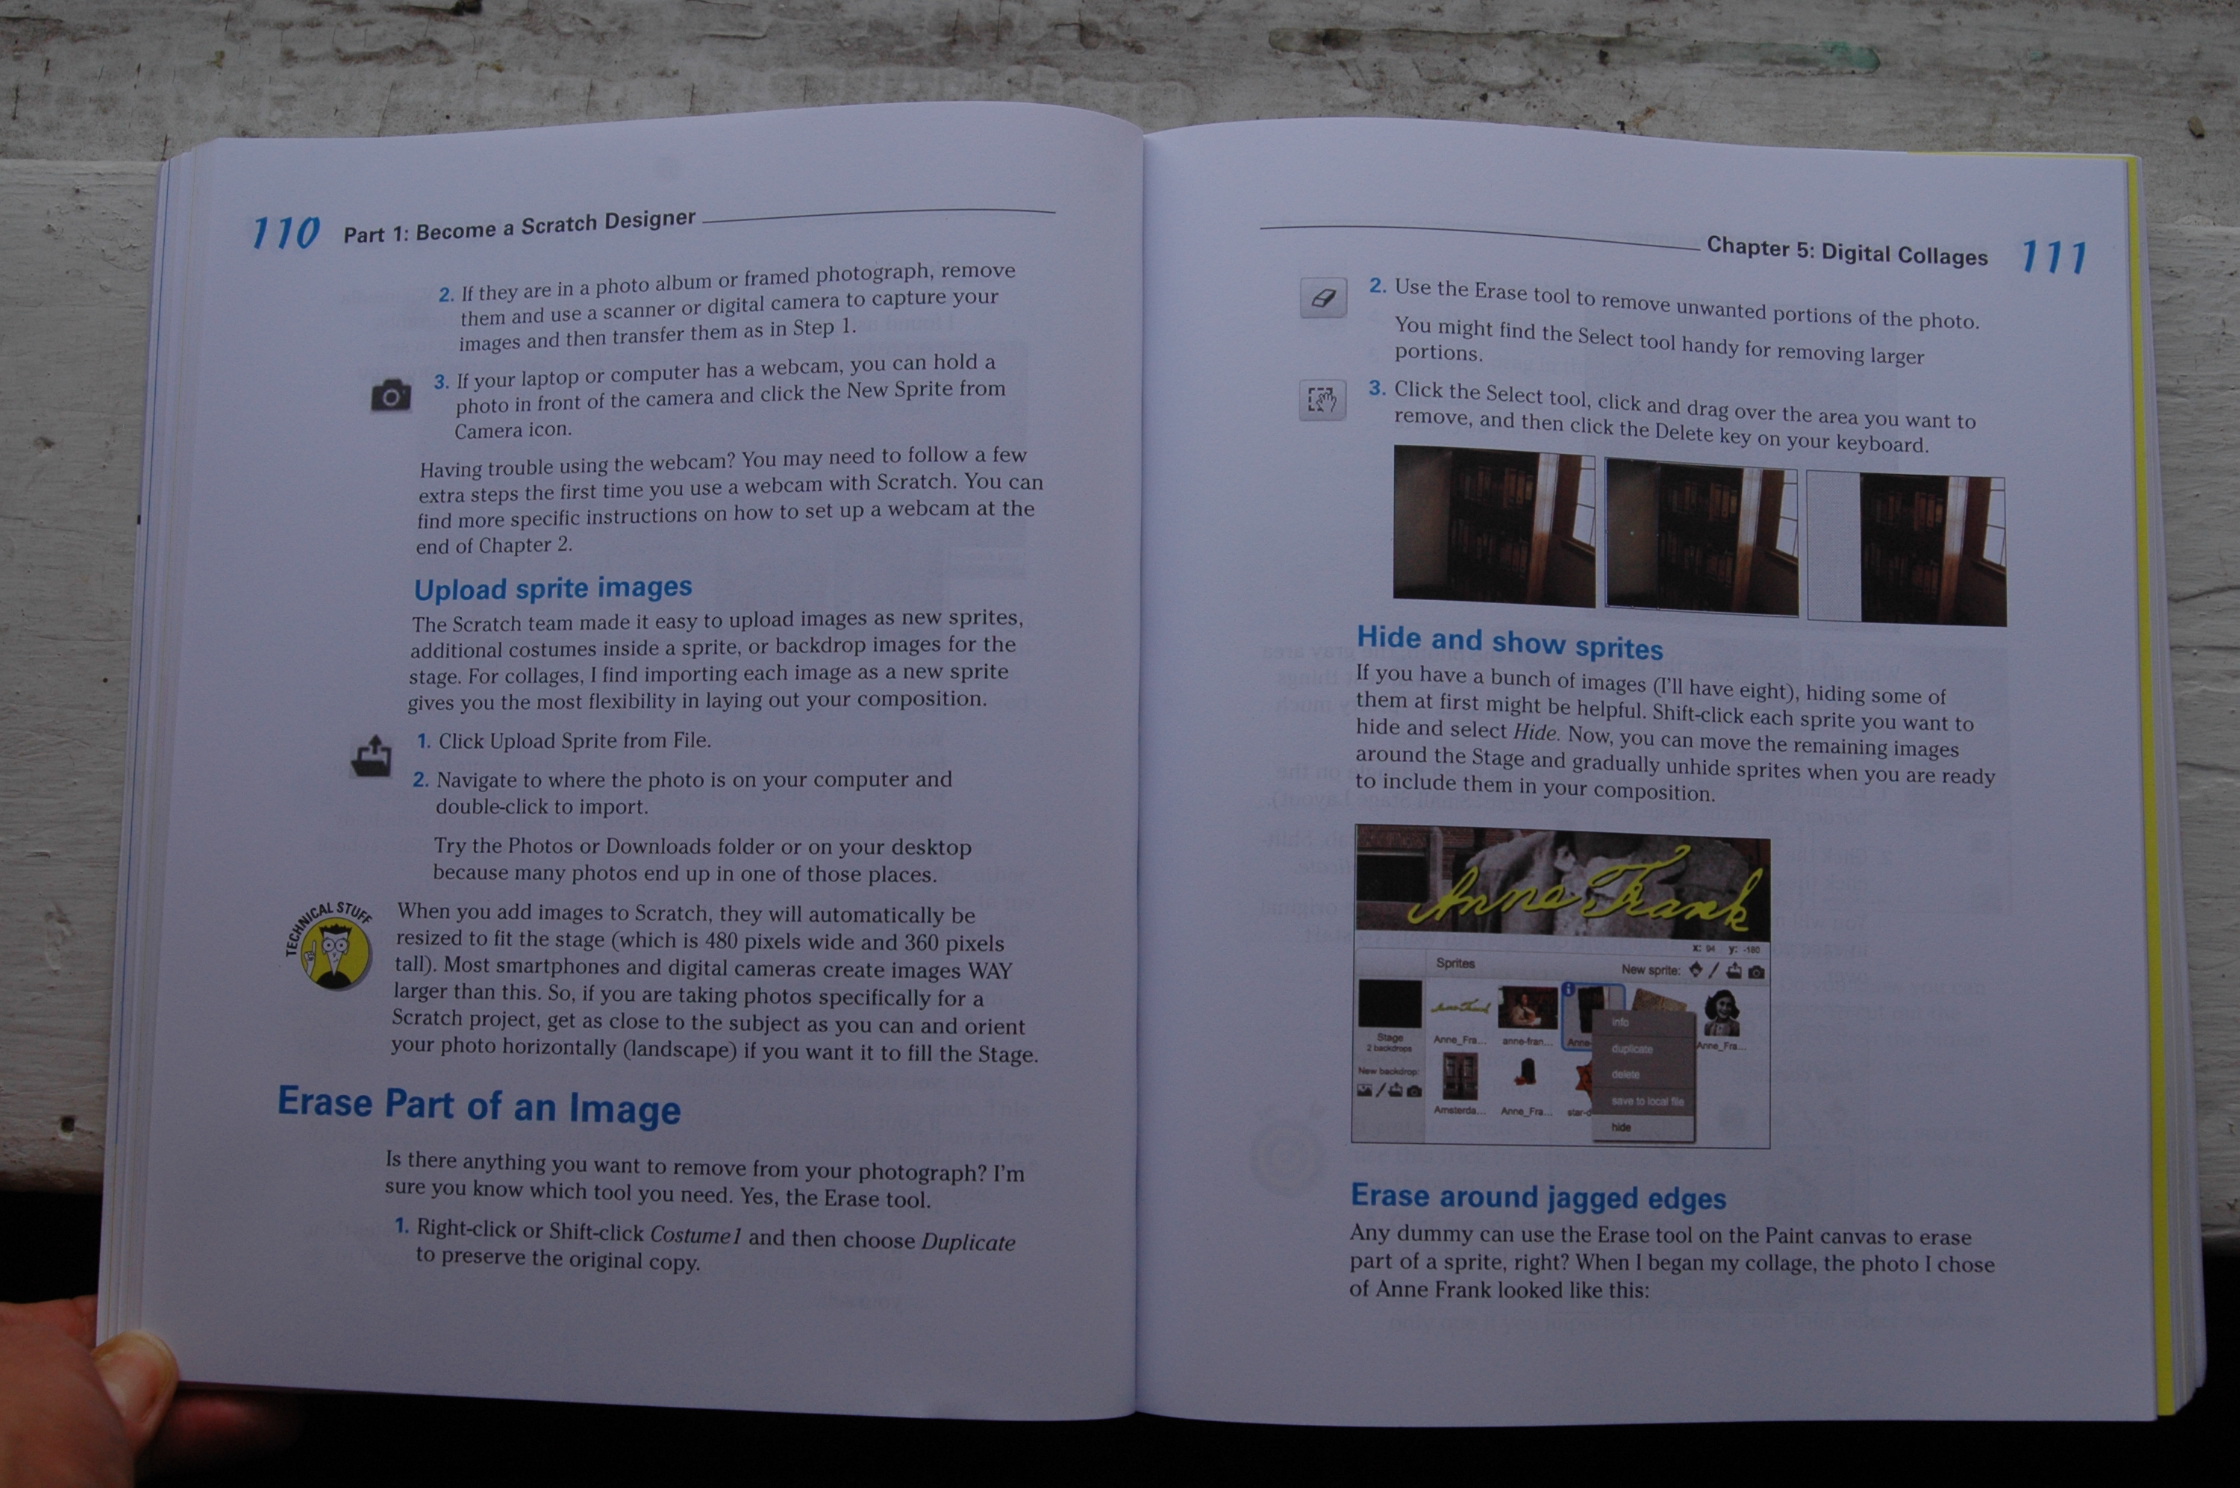 110 Part 1: Become a Scratch Designer
2. If they are in a photo album or framed photograph, remove
them and use a scanner or digital camera to capture your
images and then transfer them as in Step 1.
3. If your laptop or computer has a webcam, you can hold a
photo in front of the camera and click the New Sprite from
Camera icon.
Having trouble using the webcam? You may need to follow a few
extra steps the first time you use a webcam with Scratch. You can
find more specific instructions on how to set up a webcam at the
end of Chapter 2.
Upload sprite images
The Scratch team made it easy to upload images as new sprites,
additional costumes inside a sprite, or backdrop images for the
stage. For collages, I find importing each image as a new sprite
gives you the most flexibility in laying out your composition.
1. Click Upload Sprite from File.
2. Navigate to where the photo is on your computer and
double-click to import.
Try the Photos or Downloads folder or on your desktop
because many photos end up in one of those places.
TECHNICAL STUFF
When you add images to Scratch, they will automatically be
resized to fit the stage (which is 480 pixels wide and 360 pixels
tall). Most smartphones and digital cameras create images WAY
larger than this. So, if you are taking photos specifically for a
Scratch project, get as close to the subject as you can and orient
your photo horizontally (landscape) if you want it to fill the Stage.
Erase Part of an Image
Is there anything you want to remove from your photograph? I'm
sure you know which tool you need. Yes, the Erase tool.
1. Right-click or Shift-click Costume1 and then choose Duplicate
to preserve the original copy.
Chapter 5: Digital Collages 111
2. Use the Erase tool to remove unwanted portions of the photo.
You might find the Select tool handy for removing larger
portions.
3. Click the Select tool, click and drag over the area you want to
remove, and then click the Delete key on your keyboard.
Hide and show sprites
If you have a bunch of images (I'll have eight), hiding some of
them at first might be helpful. Shift-click each sprite you want to
hide and select Hide. Now, you can move the remaining images
around the Stage and gradually unhide sprites when you are ready
to include them in your composition.
Anne Frank
x: 94 y: -180
Sprites New sprite:
Stage
2 backdrops
New backdrop:
Anne_Fra... anne-fran... Anne- Anne_Fra...
Amsterda... Anne_Fra... star-d
info
duplicate
delete
save to local file
hide
Erase around jagged edges
Any dummy can use the Erase tool on the Paint canvas to erase
part of a sprite, right? When I began my collage, the photo I chose
of Anne Frank looked like this: